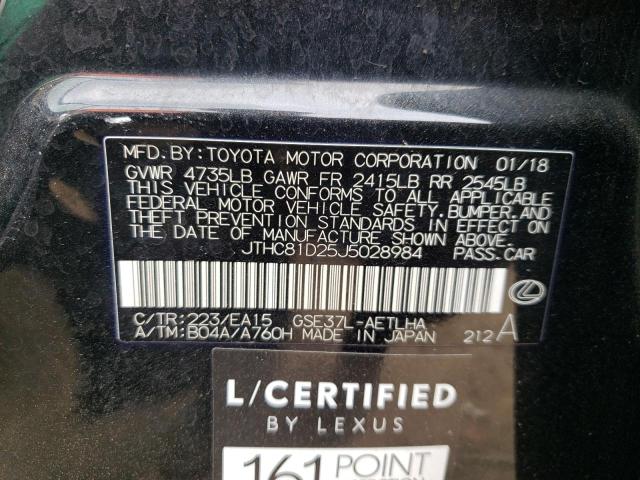 MFD. BY: TOYOTA MOTOR CORPORATION 01/18
GVWR 4735LB GAWR FR 2415LB RR 2545LB
THIS VEHICLE CONFORMS TO ALL APPLICABLE
FEDERAL MOTOR VEHICLE SAFETY, BUMPER, AND
THEFT PREVENTION STANDARDS IN EFFECT ON
THE DATE OF MANUFACTURE SHOWN ABOVE.
JTHC81D25J5028984 PASS. CAR
C/TR: 223/EA15 GSE37L-AETLHA
A/TM: B04A/A760H MADE IN JAPAN 212 A
L/CERTIFIED
BY LEXUS
161 POINT